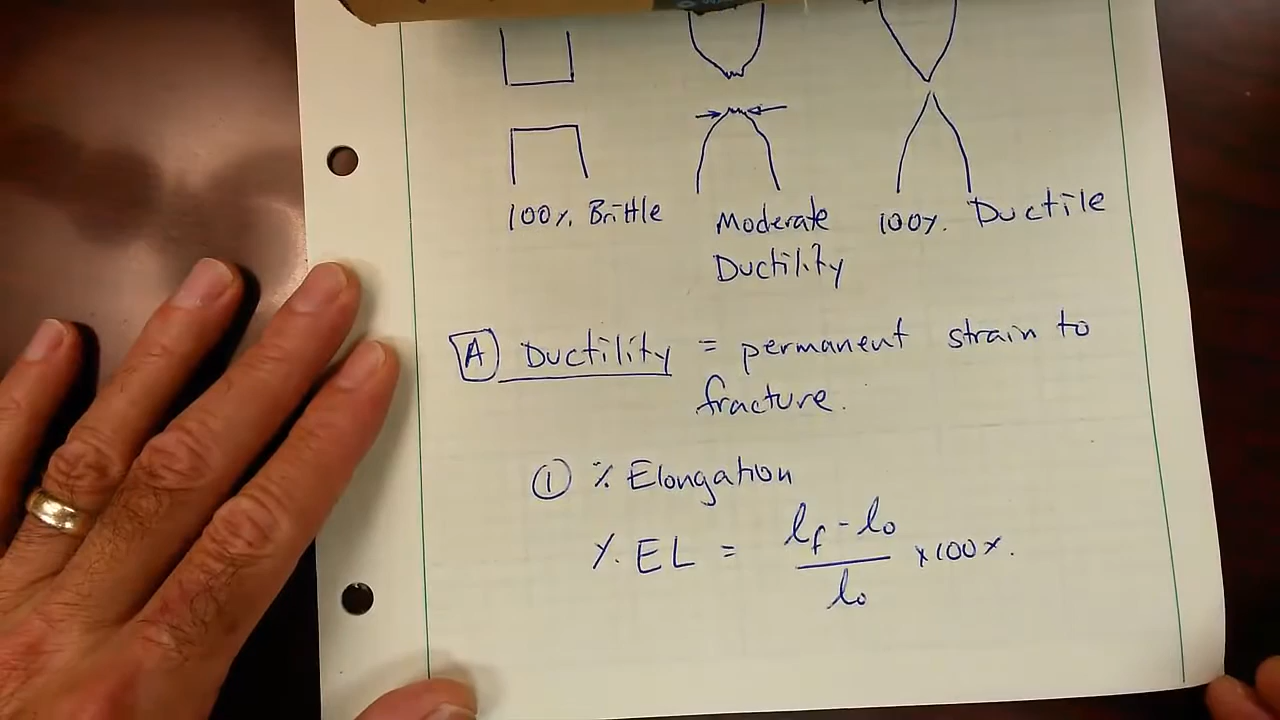 100% Brittle
Moderate
Ductility
100% Ductile
A Ductility = permanent strain to
fracture.
① % Elongation
% EL = (lf - lo) / lo × 100%.